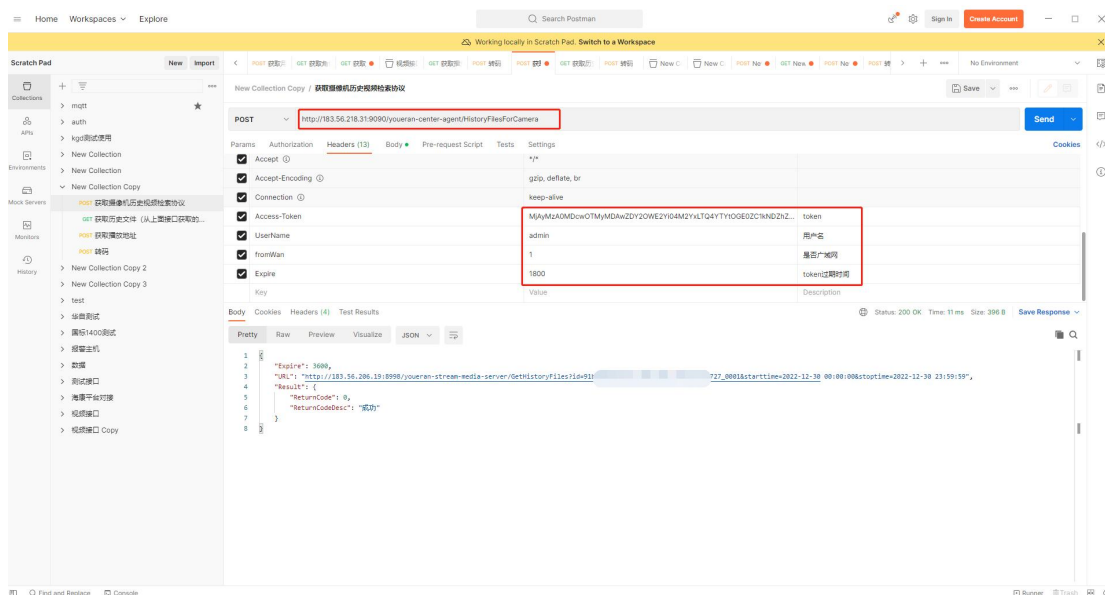 Home Workspaces Explore Search Postman Sign In Create Account
Working locally in Scratch Pad. Switch to a Workspace
Scratch Pad New Import
No Environment
New Collection Copy / 获取摄像机历史视频检索协议 Save
POST http://183.56.218.31:9090/youeran-center-agent/HistoryFilesForCamera Send
Params Authorization Headers (13) Body Pre-request Script Tests Settings Cookies
Accept */*
Accept-Encoding gzip, deflate, br
Connection keep-alive
Access-Token token
UserName admin 用户名
fromWan 1 是否广域网
Expire 1800 token过期时间
Key Value Description
Collections
APIs
Environments
Mock Servers
Monitors
History
mqtt
auth
kgd测试使用
New Collection
New Collection
New Collection Copy
POST 获取摄像机历史视频检索协议
GET 获取历史文件（从上面接口获取的...
POST 获取播放地址
POST 转码
New Collection Copy 2
New Collection Copy 3
test
华自测试
国标1400测试
报警主机
数据
测试接口
海康平台对接
视频接口
视频接口 Copy
Body Cookies Headers (4) Test Results Status: 200 OK Time: 11 ms Size: 396 B Save Response
Pretty Raw Preview Visualize JSON
1 {
2 "Expire": 3600,
3 "URL": "http://183.56.206.19:8990/youeran-stream-media-server/GetHistoryFiles?id=91 727_0001&starttime=2022-12-30 00:00:00&stoptime=2022-12-30 23:59:59",
4 "Result": {
5 "ReturnCode": 0,
6 "ReturnCodeDesc": "成功"
7 }
8 }
Find and Replace Console Runner Trash